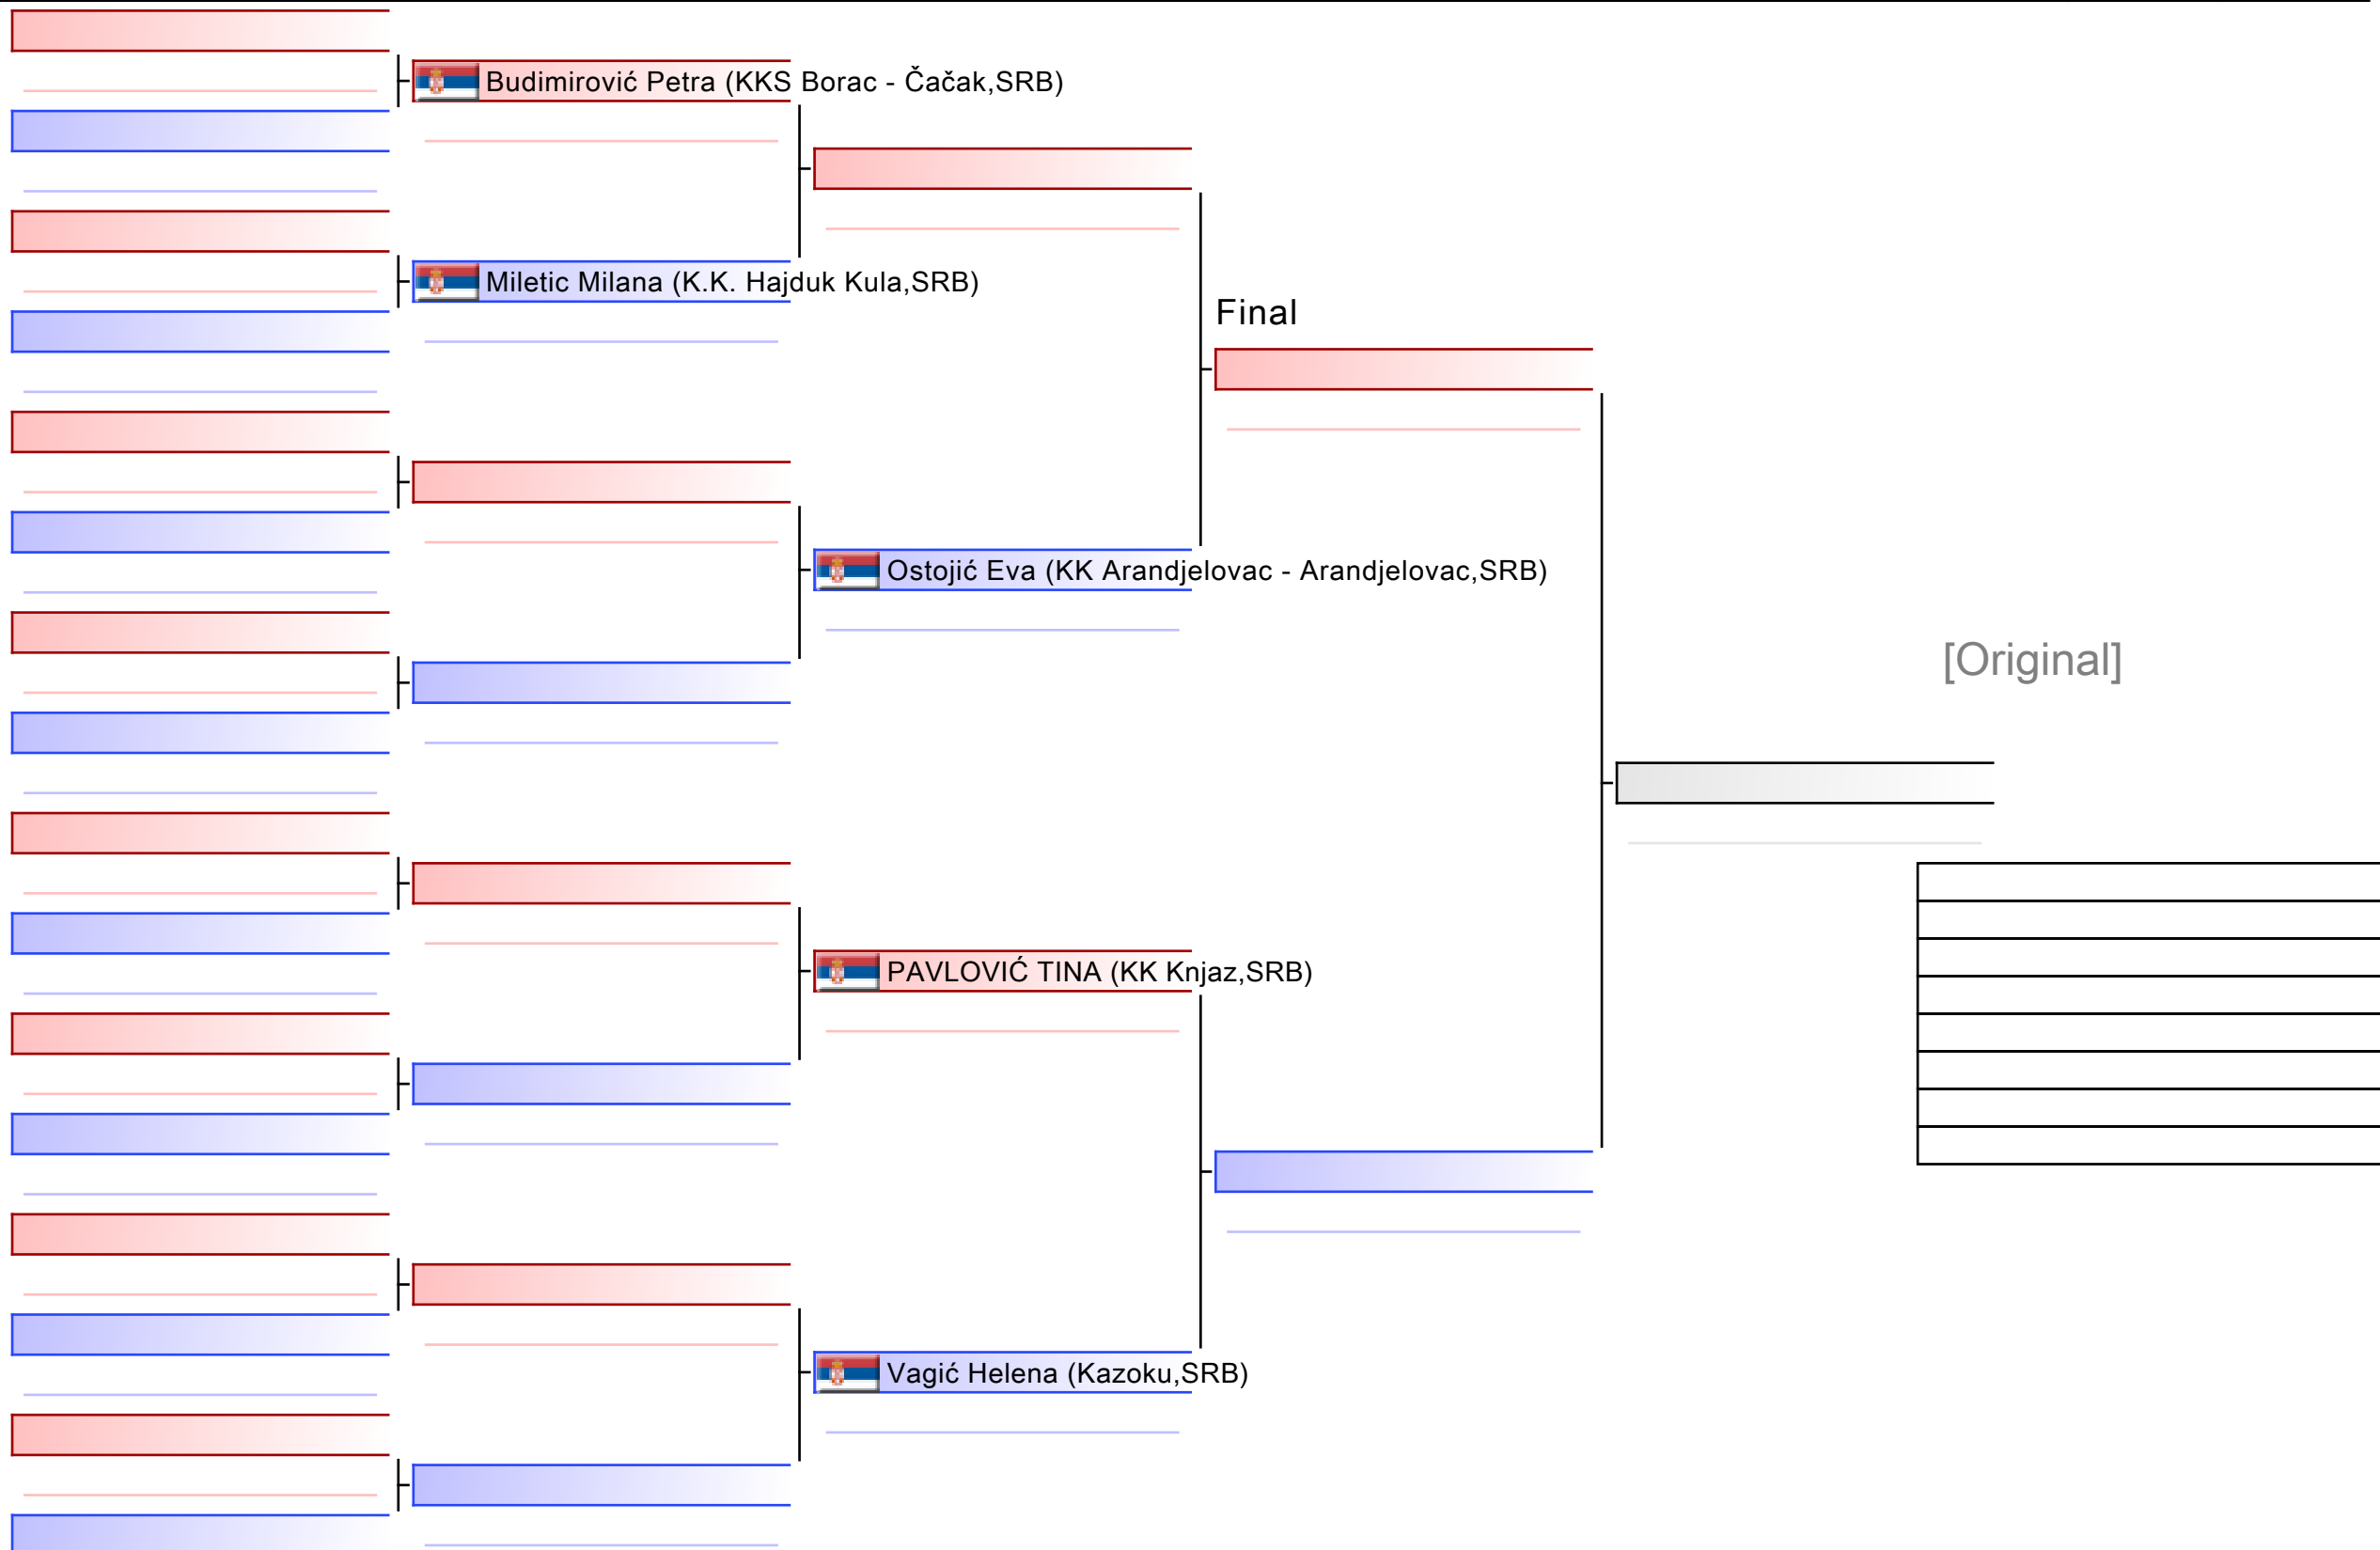 Budimirović Petra (KKS Borac - Čačak,SRB)
Miletic Milana (K.K. Hajduk Kula,SRB)
Final
Ostojić Eva (KK Arandjelovac - Arandjelovac,SRB)
[Original]
PAVLOVIĆ TINA (KK Knjaz,SRB)
Vagić Helena (Kazoku,SRB)